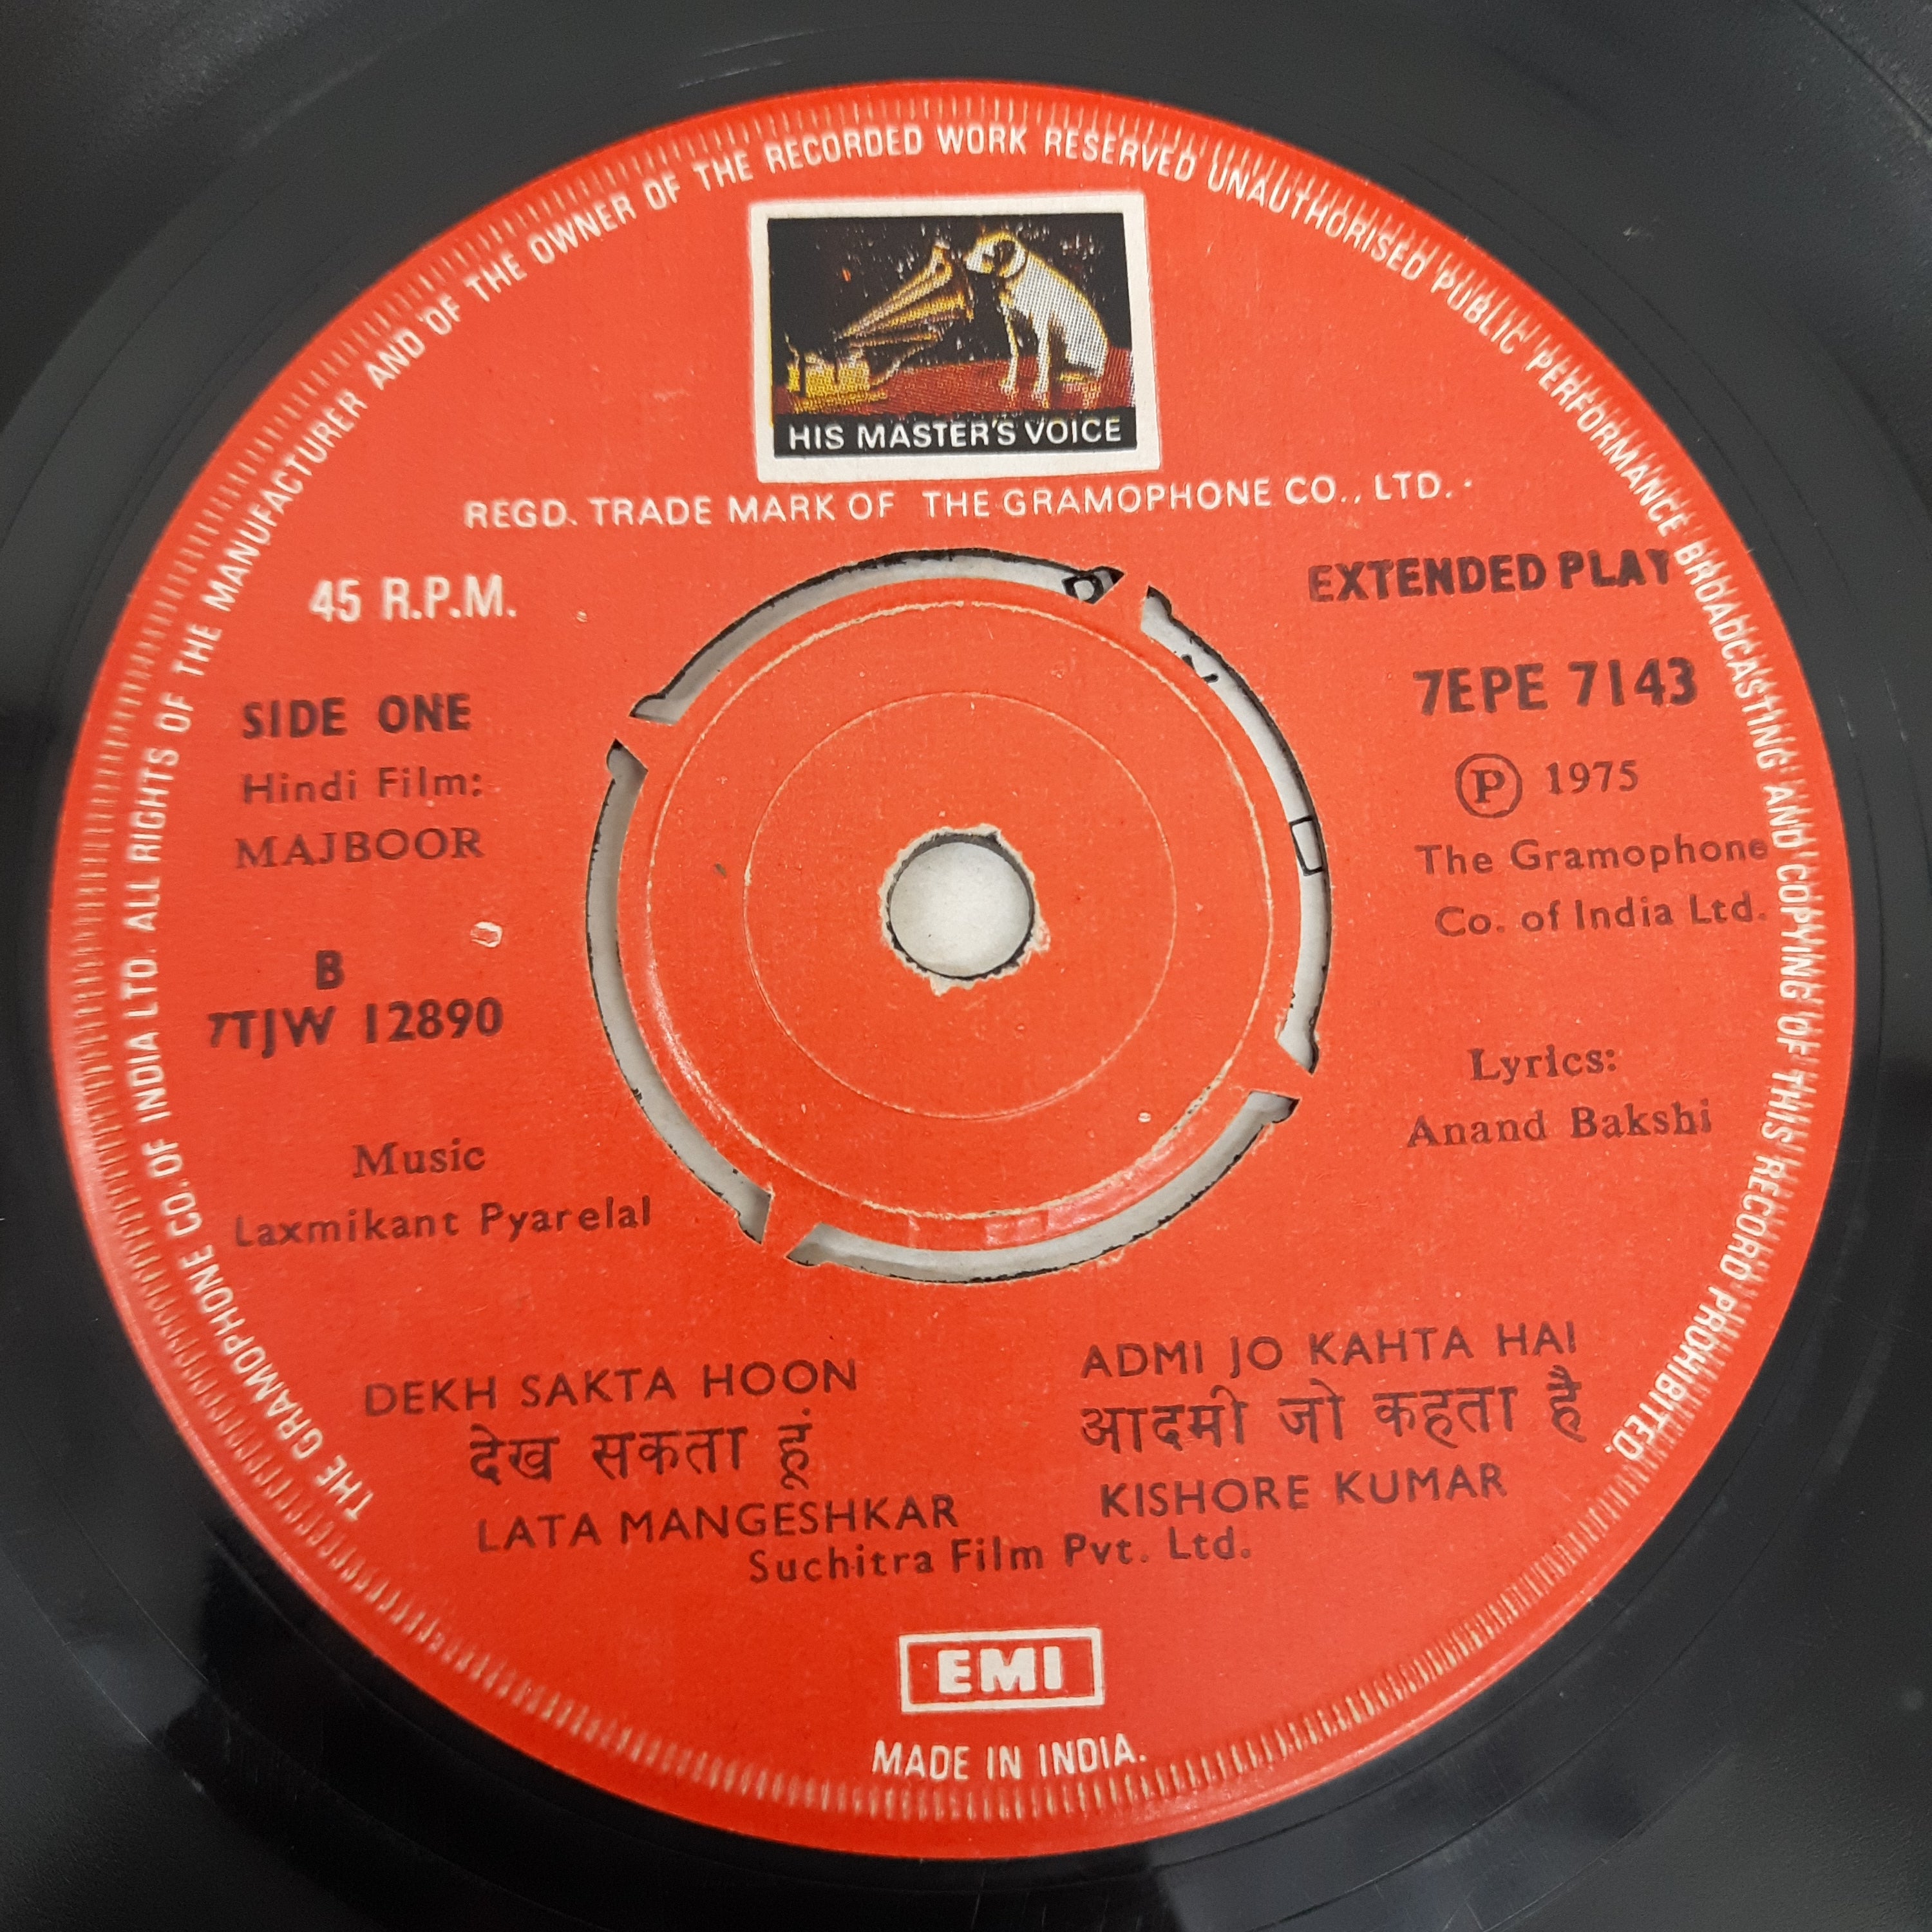 THE GRAMOPHONE CO. OF INDIA LTD. ALL RIGHTS OF THE MANUFACTURER AND OF THE OWNER OF THE RECORDED WORK RESERVED UNAUTHORISED PUBLIC PERFORMANCE BROADCASTING AND COPYING OF THIS RECORD PROHIBITED.
HIS MASTER'S VOICE
REGD. TRADE MARK OF THE GRAMOPHONE CO., LTD.
45 R.P.M.
SIDE ONE
Hindi Film:
MAJBOOR
B
7TJW 12890
Music
Laxmikant Pyarelal
EXTENDED PLAY
7EPE 7143
Ⓟ 1975
The Gramophone
Co. of India Ltd.
Lyrics:
Anand Bakshi
DEKH SAKTA HOON
देख सकता हूं
LATA MANGESHKAR
ADMI JO KAHTA HAI
आदमी जो कहता है
KISHORE KUMAR
Suchitra Film Pvt. Ltd.
EMI
MADE IN INDIA.